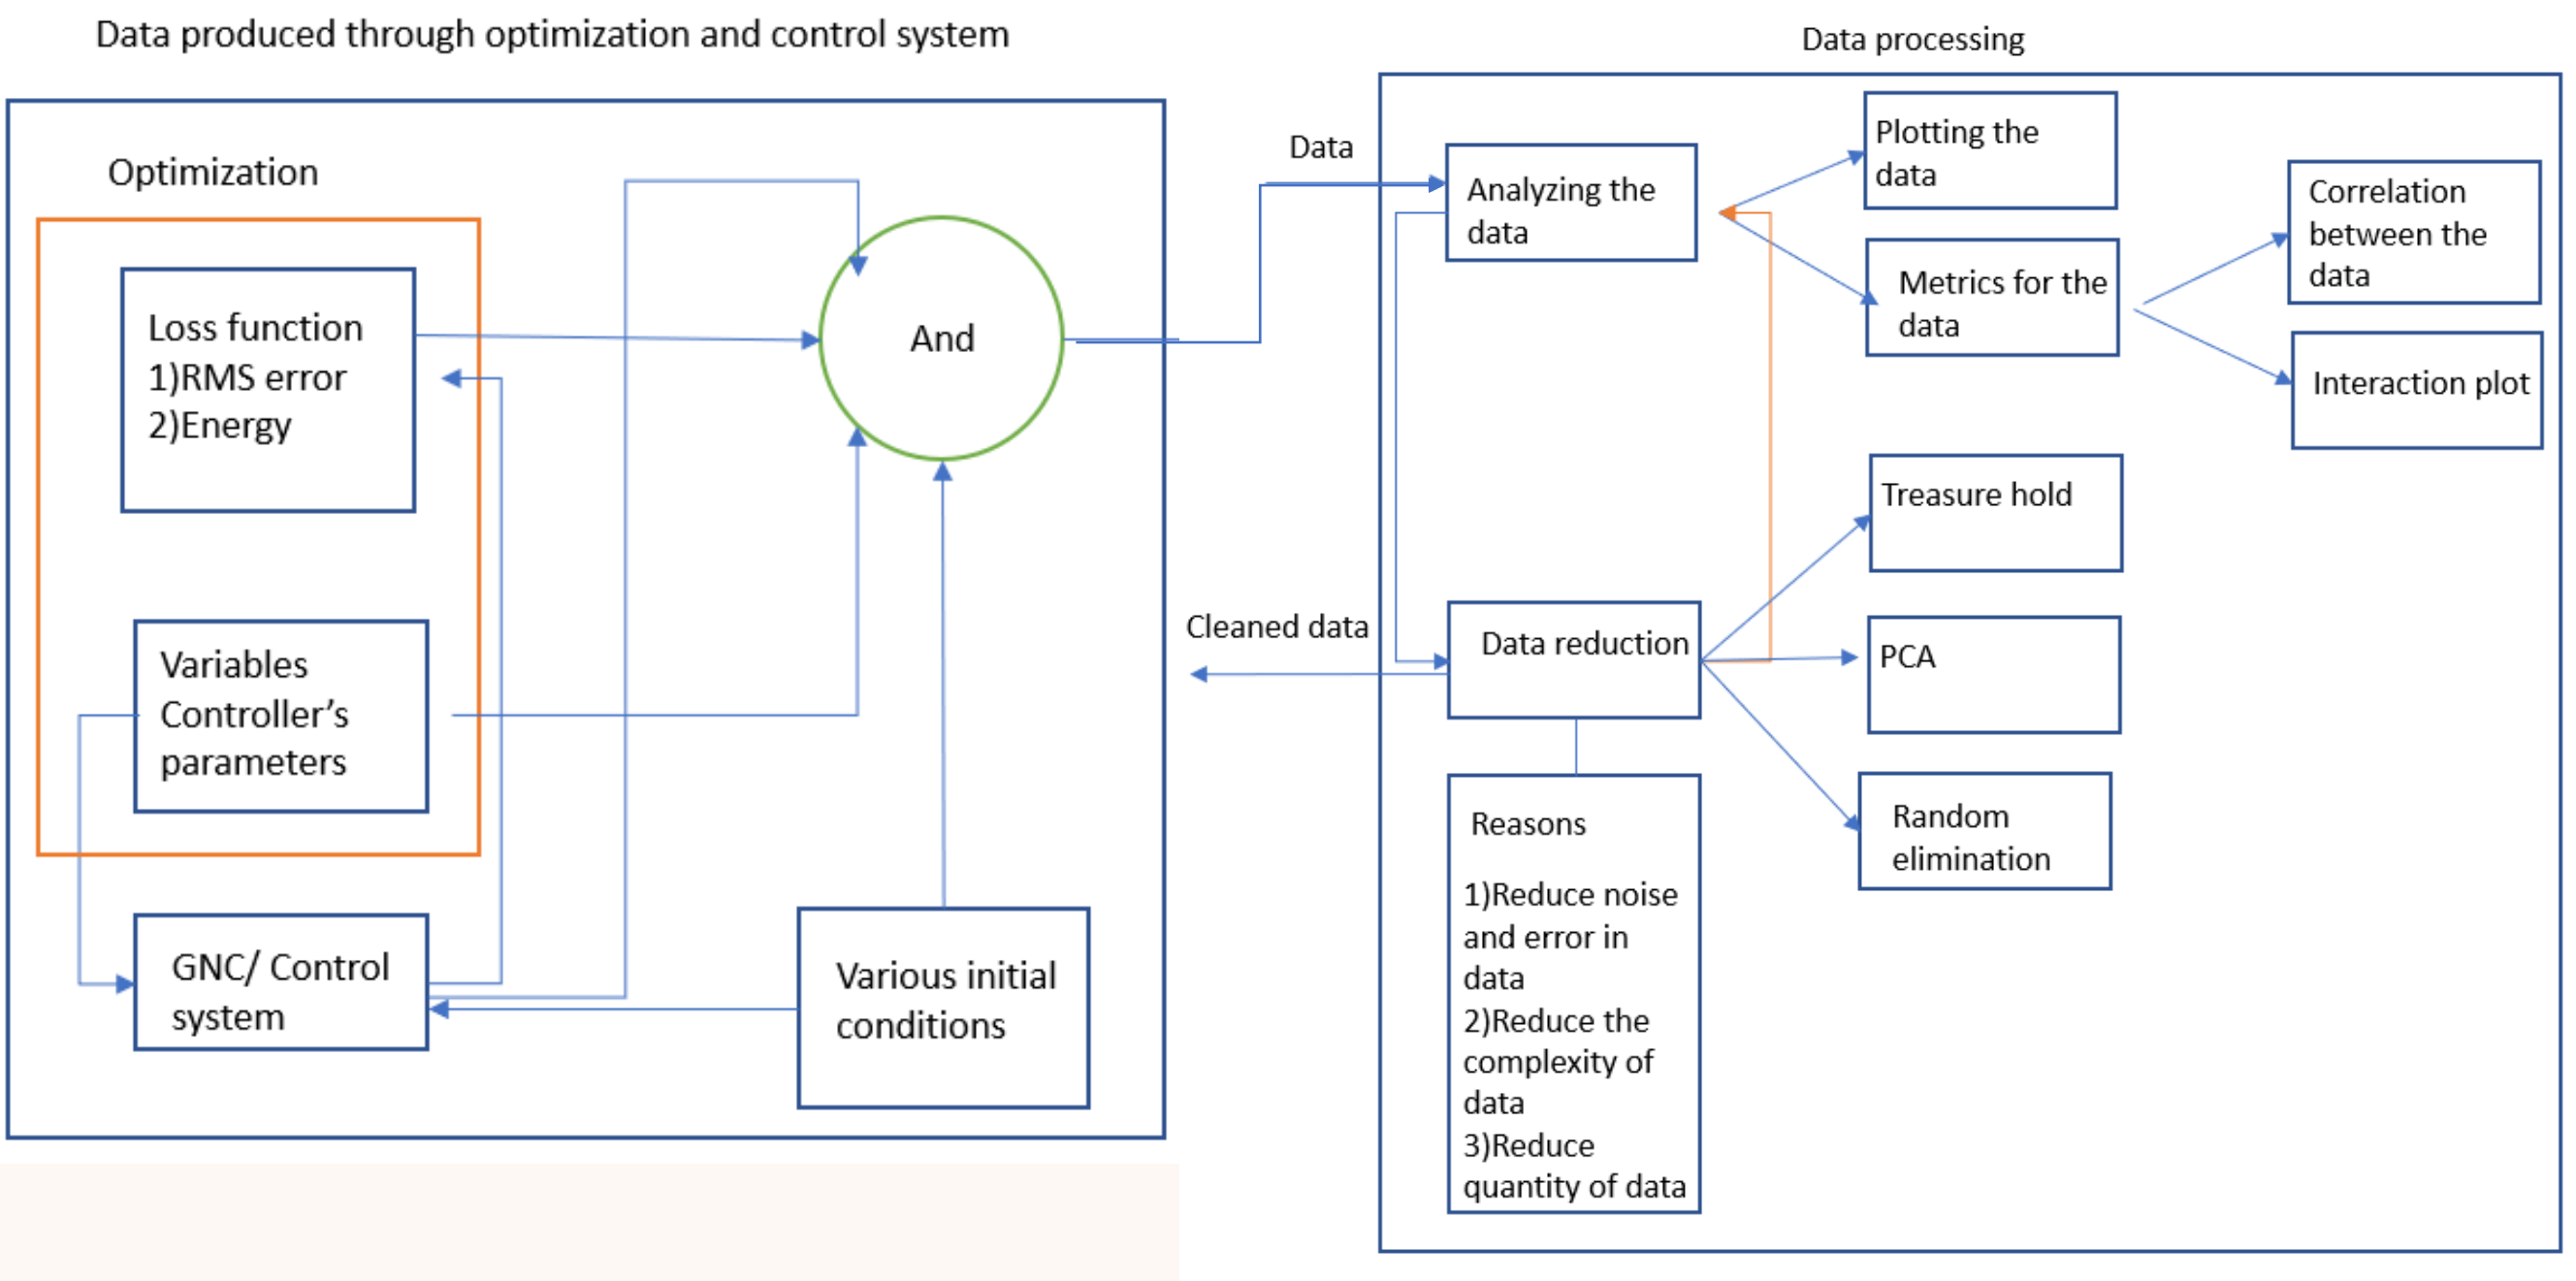 Data produced through optimization and control system
Optimization
Loss function
1)RMS error
2)Energy
Variables
Controller's
parameters
GNC/ Control
system
And
Various initial
conditions
Data
Cleaned data
Data processing
Analyzing the
data
Plotting the
data
Metrics for the
data
Correlation
between the
data
Interaction plot
Data reduction
Treasure hold
PCA
Random
elimination
Reasons
1)Reduce noise
and error in
data
2)Reduce the
complexity of
data
3)Reduce
quantity of data